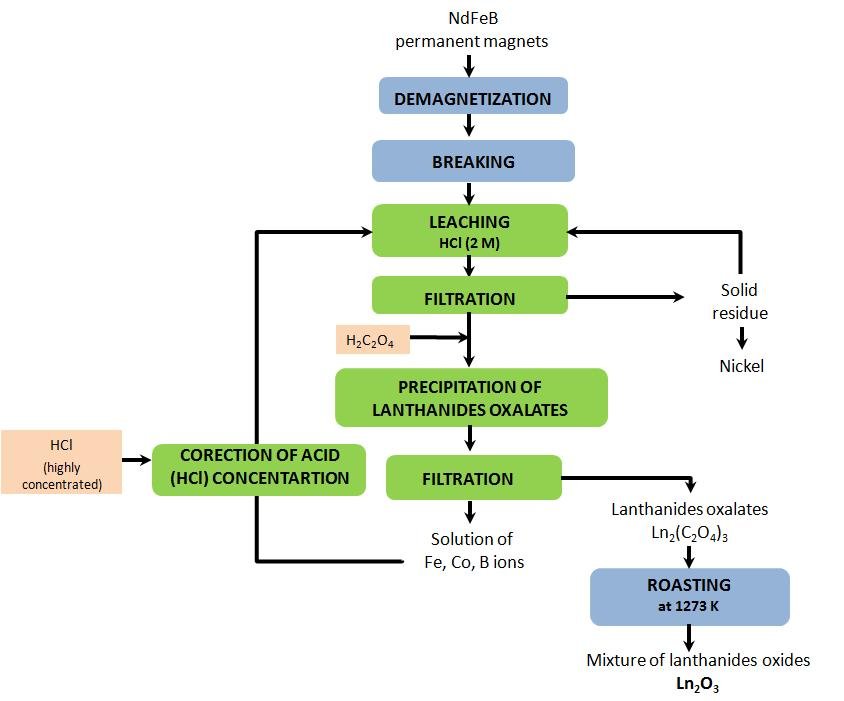 NdFeB
permanent magnets
DEMAGNETIZATION
BREAKING
LEACHING
HCl (2 M)
FILTRATION
Solid
residue
Nickel
H₂C₂O₄
PRECIPITATION OF
LANTHANIDES OXALATES
HCl
(highly
concentrated)
CORECTION OF ACID
(HCl) CONCENTARTION
FILTRATION
Lanthanides oxalates
Ln₂(C₂O₄)₃
Solution of
Fe, Co, B ions
ROASTING
at 1273 K
Mixture of lanthanides oxides
Ln₂O₃